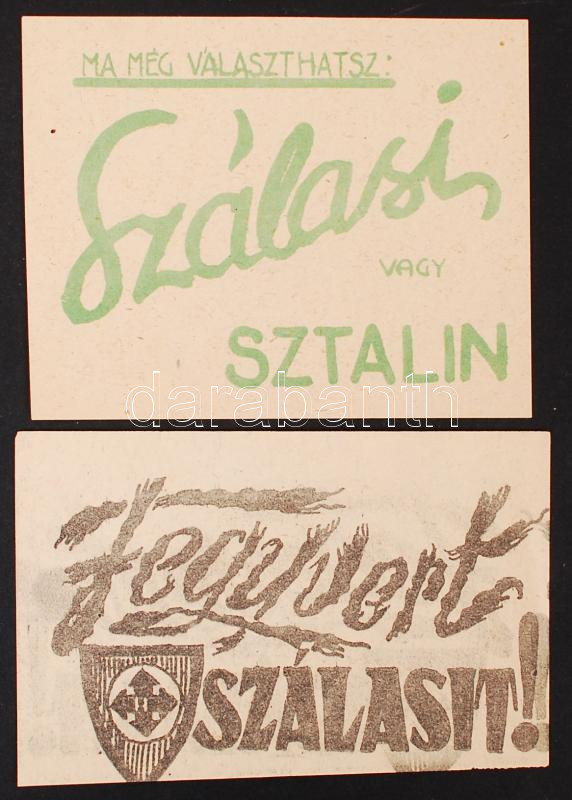 MA MÉG VÁLASZTHATSZ:
Szálasi
VAGY
SZTALIN
darabanth
Fegyvert
SZÁLASIT!